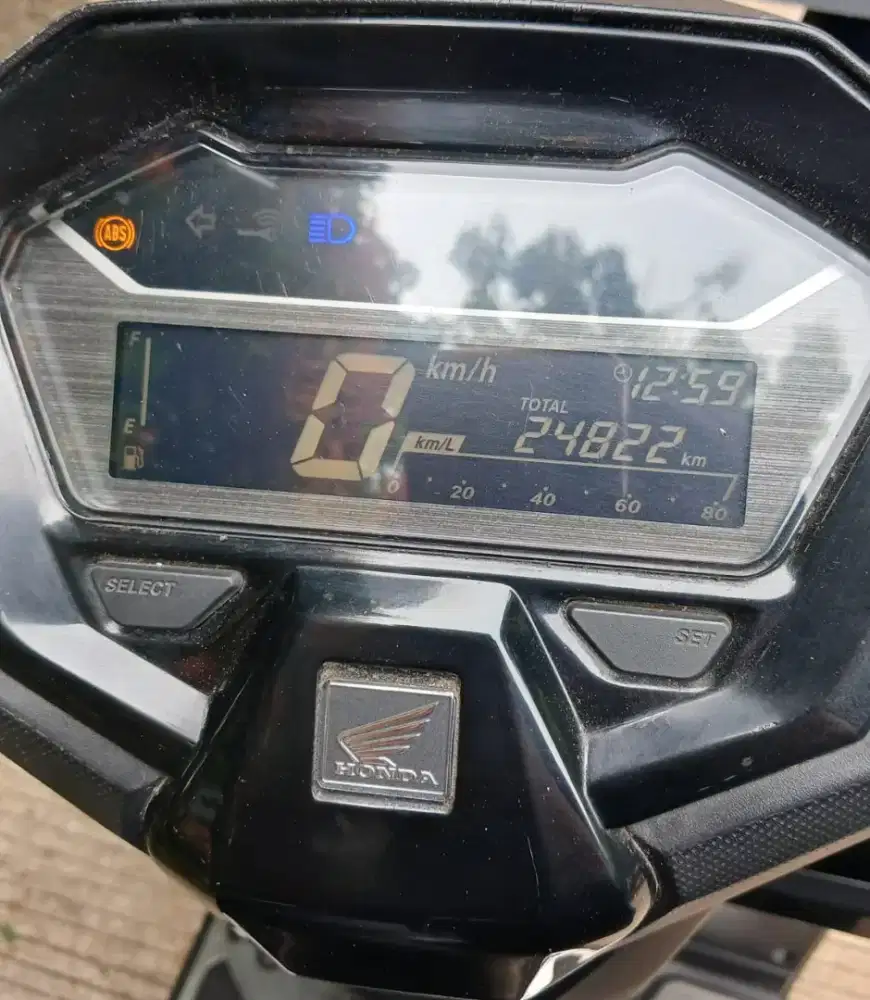 ABS
F
0 km/h
12:59
TOTAL
24822 km
E
km/L
0 20 40 60 80
SELECT
SET
HONDA